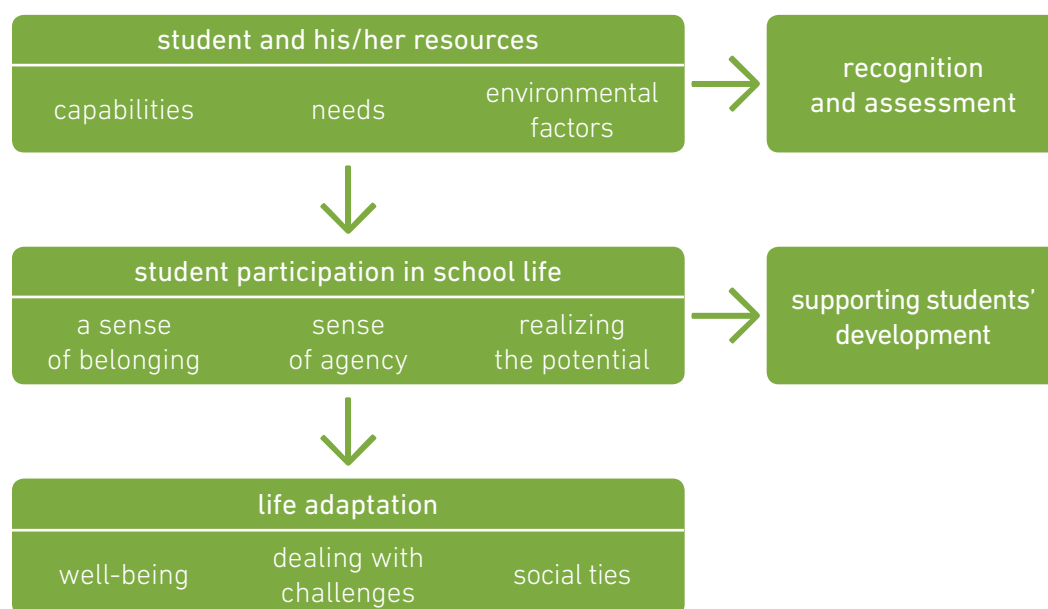 student and his/her resources
capabilities
needs
environmental
factors
recognition
and assessment
student participation in school life
a sense
of belonging
sense
of agency
realizing
the potential
supporting students’
development
life adaptation
well-being
dealing with
challenges
social ties